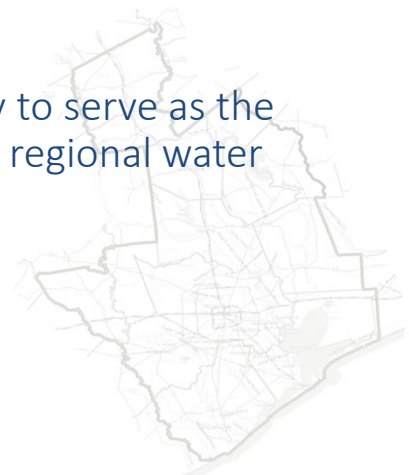 y to serve as the
regional water